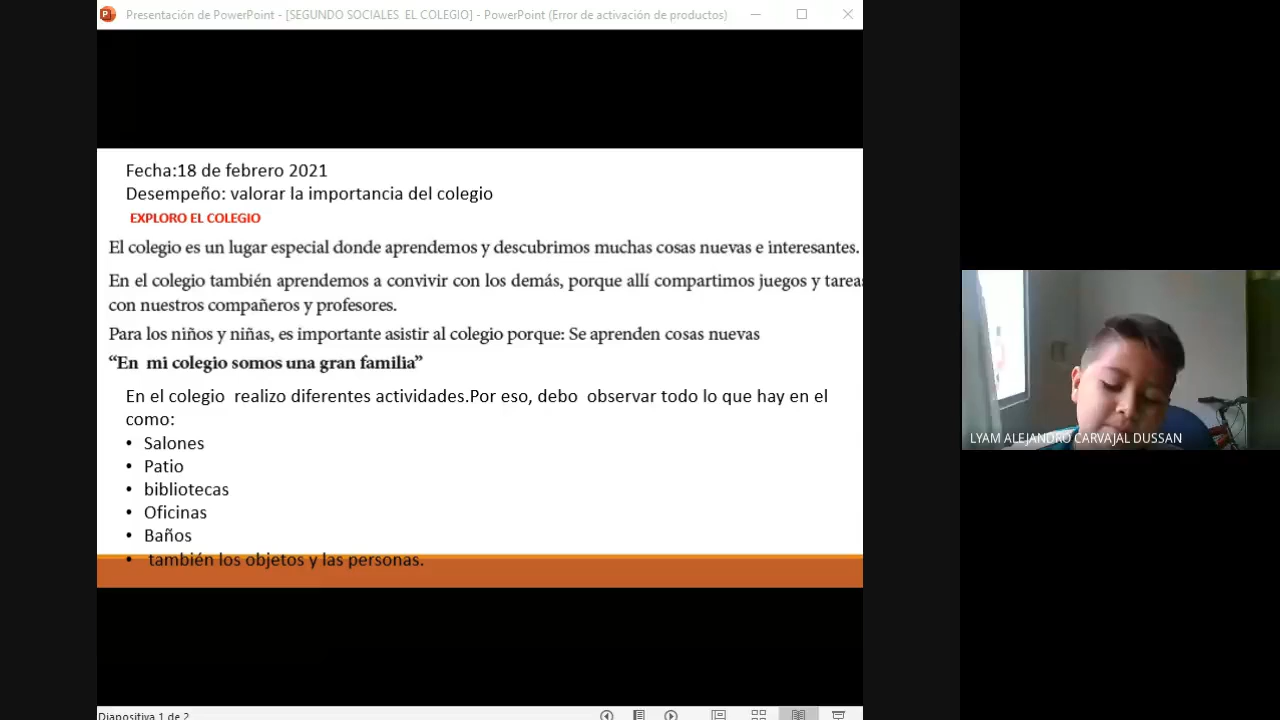 Presentación de PowerPoint - [SEGUNDO SOCIALES  EL COLEGIO] - PowerPoint (Error de activación de productos)
Fecha:18 de febrero 2021
Desempeño: valorar la importancia del colegio
EXPLORO EL COLEGIO
El colegio es un lugar especial donde aprendemos y descubrimos muchas cosas nuevas e interesantes.
En el colegio también aprendemos a convivir con los demás, porque allí compartimos juegos y tareas
con nuestros compañeros y profesores.
Para los niños y niñas, es importante asistir al colegio porque: Se aprenden cosas nuevas
“En  mi colegio somos una gran familia”
En el colegio  realizo diferentes actividades.Por eso, debo  observar todo lo que hay en el
como:
• Salones
• Patio
• bibliotecas
• Oficinas
• Baños
• también los objetos y las personas.
LYAM ALEJANDRO CARVAJAL DUSSAN
Diapositiva 1 de 2